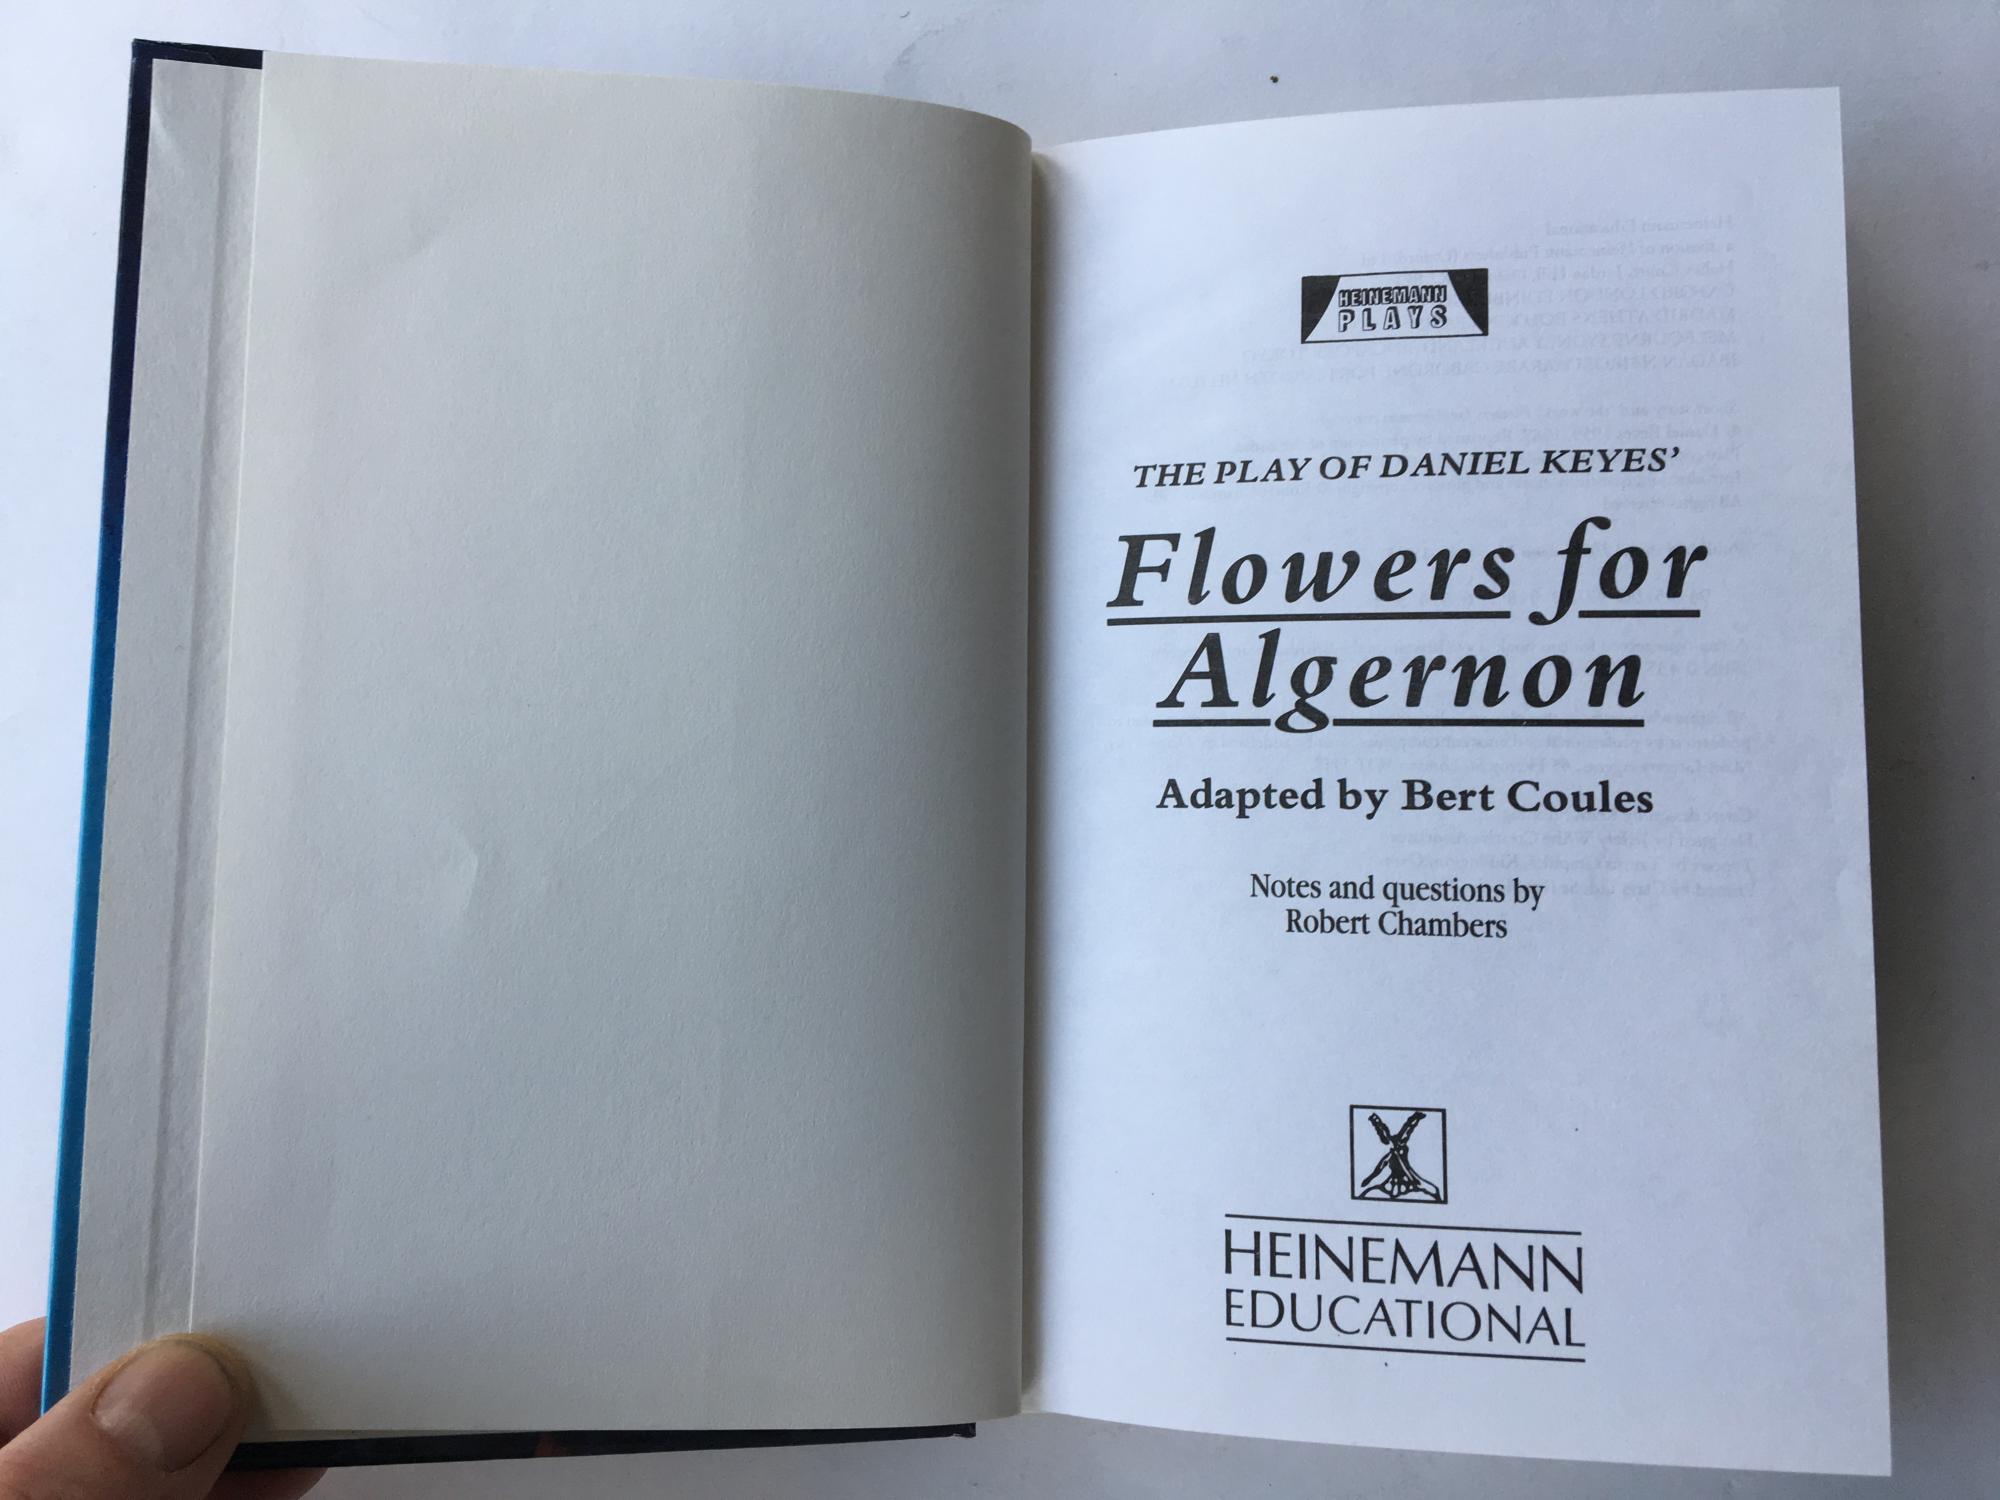 HEINEMANN
PLAYS
THE PLAY OF DANIEL KEYES’
Flowers for
Algernon
Adapted by Bert Coules
Notes and questions by
Robert Chambers
HEINEMANN
EDUCATIONAL